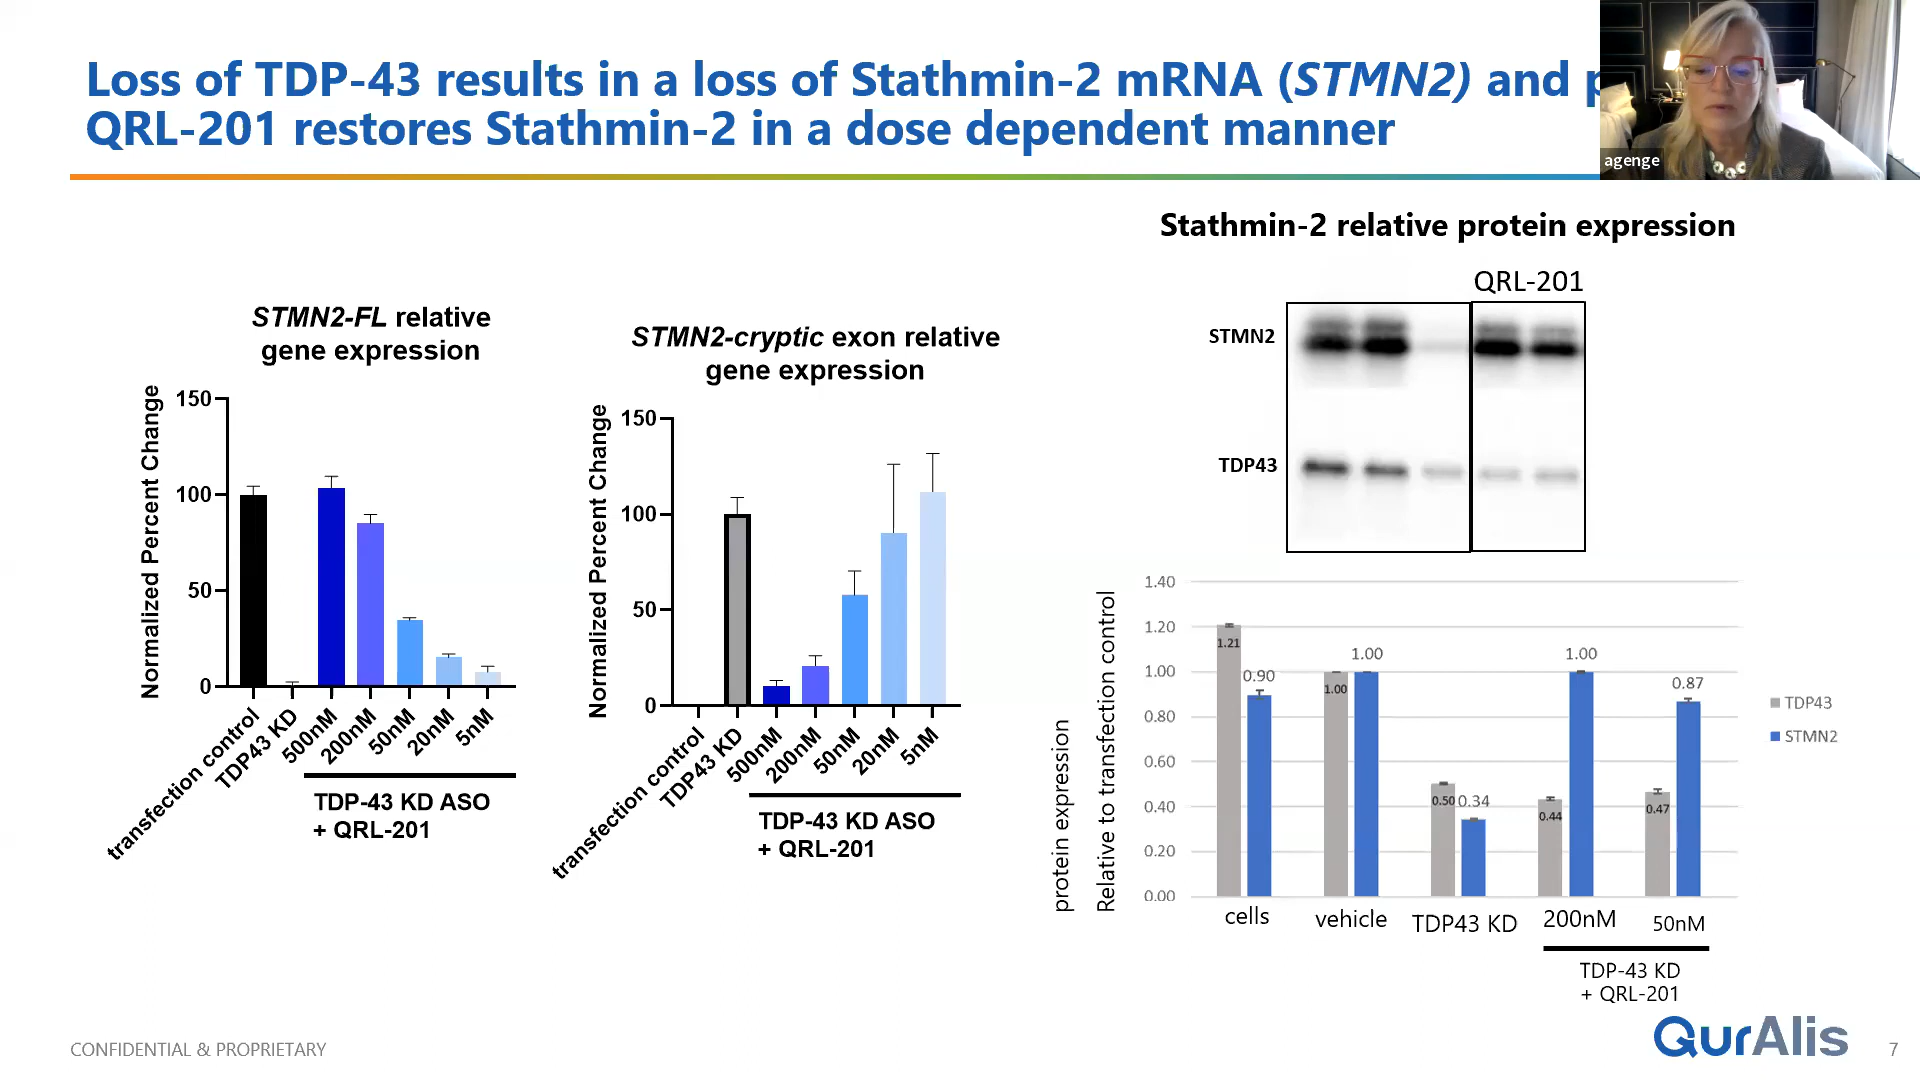 Loss of TDP-43 results in a loss of Stathmin-2 mRNA (STMN2) and
QRL-201 restores Stathmin-2 in a dose dependent manner
agenge
Stathmin-2 relative protein expression
QRL-201
STMN2
TDP43
STMN2-FL relative
gene expression
Normalized Percent Change
150
100
50
0
transfection control
TDP43 KD
500nM
200nM
50nM
20nM
5nM
TDP-43 KD ASO
+ QRL-201
STMN2-cryptic exon relative
gene expression
Normalized Percent Change
150
100
50
0
transfection control
TDP43 KD
500nM
200nM
50nM
20nM
5nM
TDP-43 KD ASO
+ QRL-201
protein expression
Relative to transfection control
1.40
1.20
1.00
0.80
0.60
0.40
0.20
0.00
1.21
0.90
1.00
1.00
0.50
0.34
0.44
1.00
0.47
0.87
TDP43
STMN2
cells
vehicle
TDP43 KD
200nM
50nM
TDP-43 KD
+ QRL-201
CONFIDENTIAL & PROPRIETARY
QurAlis
7